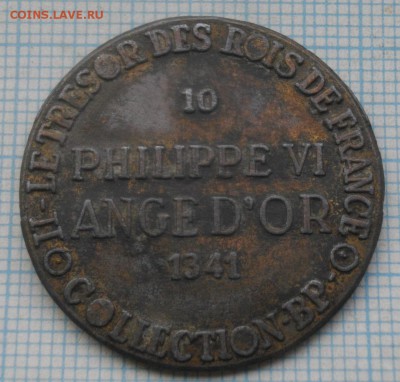 COINS.LAVE.RU
II - LE TRESOR DES ROIS DE FRANCE
10
PHILIPPE VI
ANGE D'OR
1341
COLLECTION-BP-